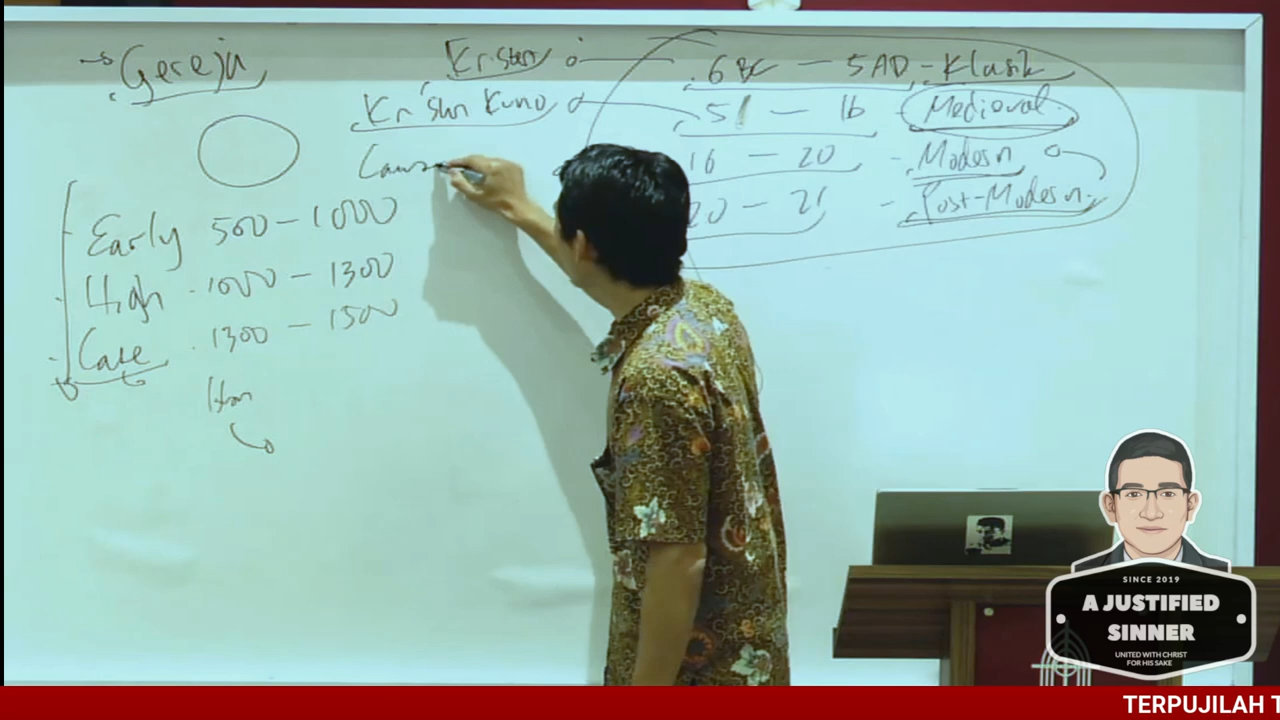 Gereja
Kristen
6BC - 5AD - Klasik
Kristen Kuno
5 - 16 Medieval
16 - 20 - Modern
20 - 21 - Post-Modern
Early 500 - 1000
High 1000 - 1300
Late 1300 - 1500
SINCE 2019
A JUSTIFIED
SINNER
UNITED WITH CHRIST
FOR HIS SAKE
TERPUJILAH T